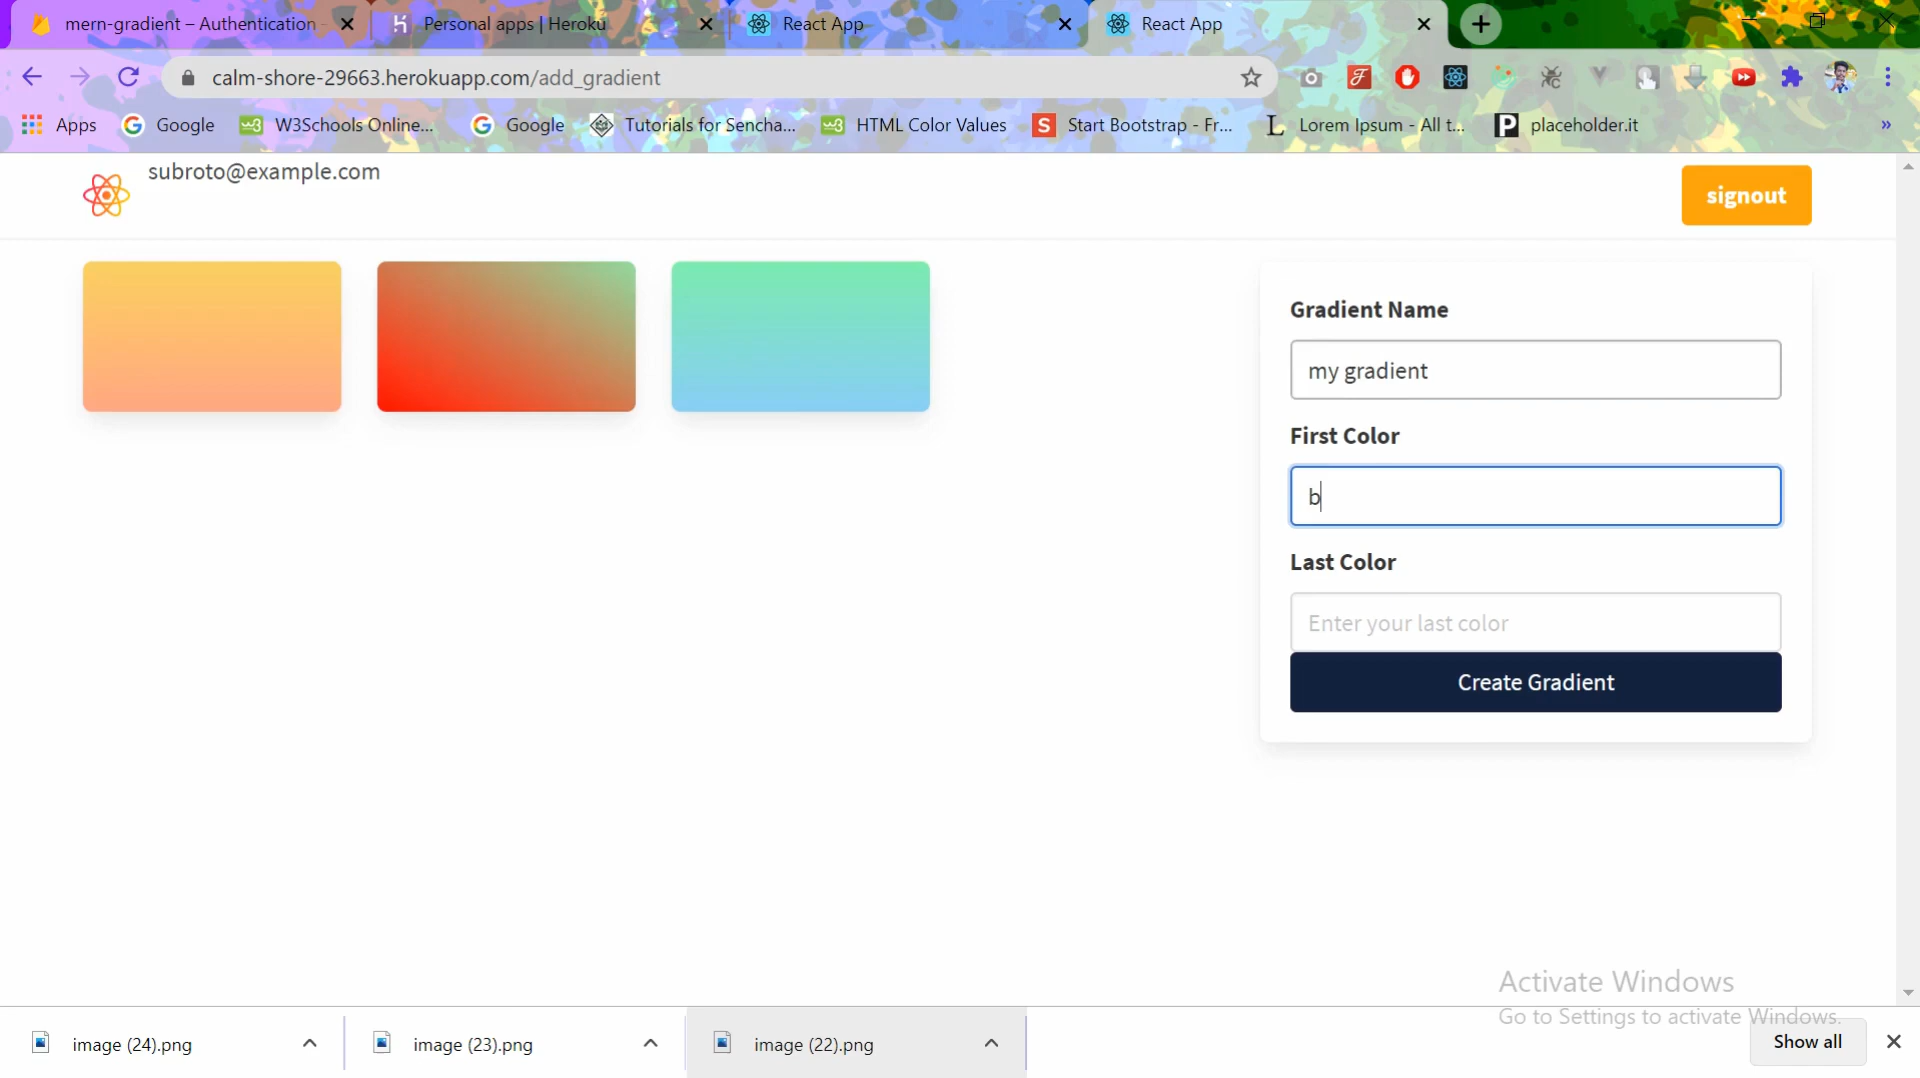 mern-gradient – Authentication
Personal apps | Heroku
React App
React App
calm-shore-29663.herokuapp.com/add_gradient
Apps
Google
W3Schools Online...
Google
Tutorials for Sencha...
HTML Color Values
Start Bootstrap - Fr...
Lorem Ipsum - All t...
placeholder.it
»
subroto@example.com
signout
Gradient Name
my gradient
First Color
b
Last Color
Enter your last color
Create Gradient
Activate Windows
Go to Settings to activate Windows.
image (24).png
image (23).png
image (22).png
Show all